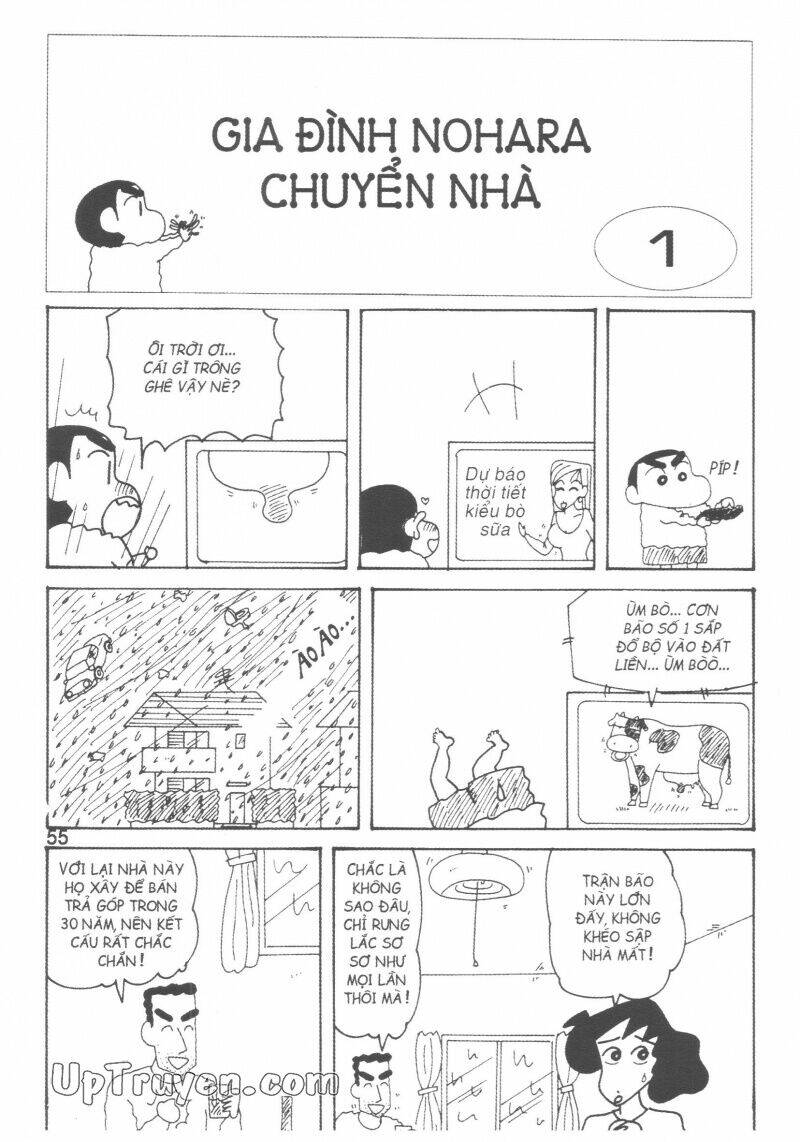 GIA ĐÌNH NOHARA
CHUYỂN NHÀ
1
PÍP!
Dự báo
thời tiết
kiểu bò
sữa
ÔI TRỜI ƠI...
CÁI GÌ TRÔNG
GHÊ VẬY NÈ?
ÙM BÒ... CƠN
BÃO SỐ 1 SẮP
ĐỔ BỘ VÀO ĐẤT
LIỀN... ÙM BÒÒ...
ÀO ÀO...
55
TRẬN BÃO
NÀY LỚN
ĐẤY, KHÔNG
KHÉO SẬP
NHÀ MẤT!
CHẮC LÀ
KHÔNG
SAO ĐÂU,
CHỈ RUNG
LẮC SƠ
SƠ NHƯ
MỌI LẦN
THÔI MÀ!
VỚI LẠI NHÀ NÀY
HỌ XÂY ĐỂ BÁN
TRẢ GÓP TRONG
30 NĂM, NÊN KẾT
CẤU RẤT CHẮC
CHẮN!
UpTruyen.com